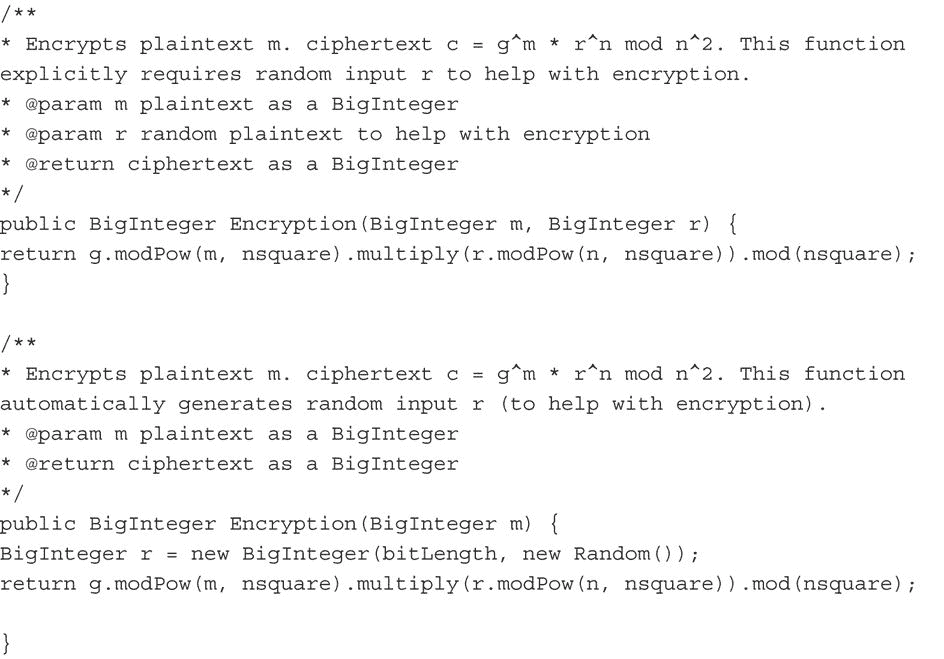 /**
* Encrypts plaintext m. ciphertext c = g^m * r^n mod n^2. This function
explicitly requires random input r to help with encryption.
* @param m plaintext as a BigInteger
* @param r random plaintext to help with encryption
* @return ciphertext as a BigInteger
*/
public BigInteger Encryption(BigInteger m, BigInteger r) {
return g.modPow(m, nsquare).multiply(r.modPow(n, nsquare)).mod(nsquare);
}
/**
* Encrypts plaintext m. ciphertext c = g^m * r^n mod n^2. This function
automatically generates random input r (to help with encryption).
* @param m plaintext as a BigInteger
* @return ciphertext as a BigInteger
*/
public BigInteger Encryption(BigInteger m) {
BigInteger r = new BigInteger(bitLength, new Random());
return g.modPow(m, nsquare).multiply(r.modPow(n, nsquare)).mod(nsquare);
}